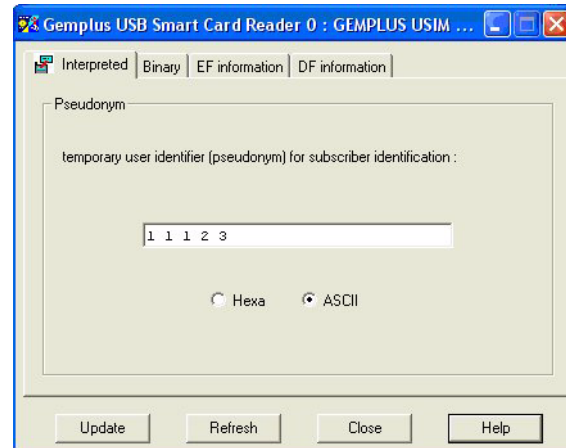 Gemplus USB Smart Card Reader 0 : GEMPLUS USIM ...
Interpreted Binary EF information DF information
Pseudonym
temporary user identifier (pseudonym) for subscriber identification :
1 1 1 2 3
Hexa ASCII
Update Refresh Close Help